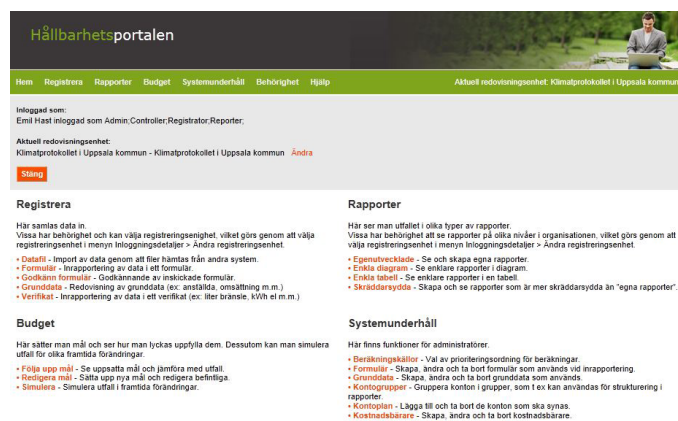 Hållbarhetsportalen
Hem Registrera Rapporter Budget Systemunderhåll Behörighet Hjälp Aktuell redovisningsenhet: Klimatprotokollet i Uppsala kommun
Inloggad som:
Emil Hast inloggad som Admin;Controller;Registrator;Reporter;
Aktuell redovisningsenhet:
Klimatprotokollet i Uppsala kommun - Klimatprotokollet i Uppsala kommun Ändra
Stäng
Registrera
Här samlas data in.
Vissa har behörighet och kan välja registreringsenighet, vilket görs genom att välja
registreringsenhet i menyn Inloggningsdetaljer > Ändra registreringsenhet.
• Datafil - Import av data genom att filer hämtas från andra system.
• Formulär - Inrapportering av data i ett formulär.
• Godkänn formulär - Godkännande av inskickade formulär.
• Grunddata - Redovisning av grunddata (ex: anställda, omsättning m.m.)
• Verifikat - Inrapportering av data i ett verifikat (ex: liter bränsle, kWh el m.m.)
Rapporter
Här ser man utfallet i olika typer av rapporter.
Vissa har behörighet att se rapporter på olika nivåer i organisationen, vilket görs genom att
välja registreringsenhet i menyn Inloggningsdetaljer > Ändra registreringsenhet.
• Egenutvecklade - Se och skapa egna rapporter.
• Enkla diagram - Se enklare rapporter i diagram.
• Enkla tabell - Se enklare rapporter i en tabell.
• Skräddarsydda - Skapa och se rapporter som är mer skräddarsydda än "egna rapporter".
Budget
Här sätter man mål och ser hur man lyckas uppfylla dem. Dessutom kan man simulera
utfall för olika framtida förändringar.
• Följa upp mål - Se uppsatta mål och jämföra med utfall.
• Redigera mål - Sätta upp nya mål och redigera befintliga.
• Simulera - Simulera utfall i framtida förändringar.
Systemunderhåll
Här finns funktioner för administratörer.
• Beräkningskällor - Val av prioriteringsordning för beräkningar.
• Formulär - Skapa, ändra och ta bort formulär som används vid inrapportering.
• Grunddata - Skapa, ändra och ta bort grunddata som används.
• Kontogrupper - Gruppera konton i grupper, som t ex kan användas för strukturering i
rapporter.
• Kontoplan - Lägga till och ta bort de konton som ska synas.
• Kostnadsbärare - Skapa, ändra och ta bort kostnadsbärare.